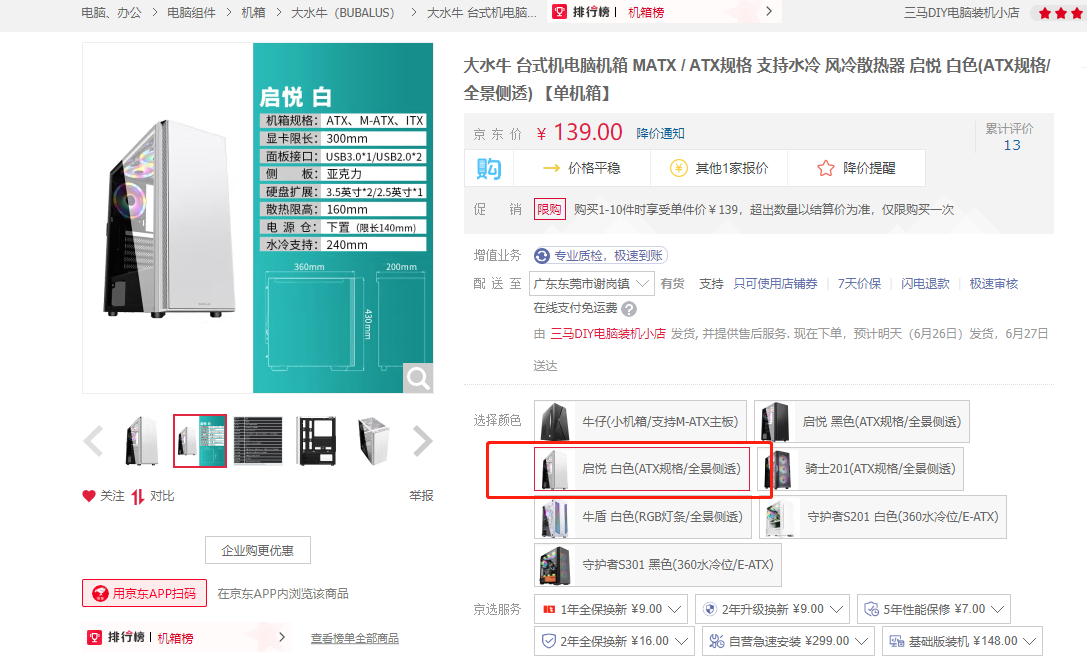 电脑、办公 > 电脑组件 > 机箱 > 大水牛（BUBALUS） > 大水牛 台式机电脑... 排行榜 | 机箱榜 > 三马DIY电脑装机小店
启悦 白
机箱规格： ATX、M-ATX、ITX
显卡限长： 300mm
面板接口： USB3.0*1/USB2.0*2
侧 板： 亚克力
硬盘扩展： 3.5英寸*2/2.5英寸*1
散热限高： 160mm
电 源 仓： 下置（限长140mm）
水冷支持： 240mm
360mm 200mm
430mm
关注 对比 举报
企业购更优惠
用京东APP扫码 在京东APP内浏览该商品
排行榜 | 机箱榜 > 查看榜单全部商品
大水牛 台式机电脑机箱 MATX / ATX规格 支持水冷 风冷散热器 启悦 白色(ATX规格/
全景侧透) 【单机箱】
京 东 价 ￥ 139.00 降价通知 累计评价
13
购 价格平稳 其他1家报价 降价提醒
促 销 限购 购买1-10件时享受单件价￥139，超出数量以结算价为准，仅限购买一次
增值业务 专业质检，极速到账
配 送 至 广东东莞市谢岗镇 有货 支持 只可使用店铺券 | 7天价保 | 闪电退款 | 极速审核
在线支付免运费 ?
由 三马DIY电脑装机小店 发货, 并提供售后服务. 现在下单，预计明天（6月26日）发货，6月27日
送达
选择颜色 牛仔(小机箱/支持M-ATX主板) 启悦 黑色(ATX规格/全景侧透)
启悦 白色(ATX规格/全景侧透) 骑士201(ATX规格/全景侧透)
牛盾 白色(RGB灯条/全景侧透) 守护者S201 白色(360水冷位/E-ATX)
守护者S301 黑色(360水冷位/E-ATX)
京选服务 1年全保换新 ¥9.00 2年升级换新 ¥9.00 5年性能保修 ¥7.00
2年全保换新 ¥16.00 自营急速安装 ¥299.00 基础版装机 ¥148.00